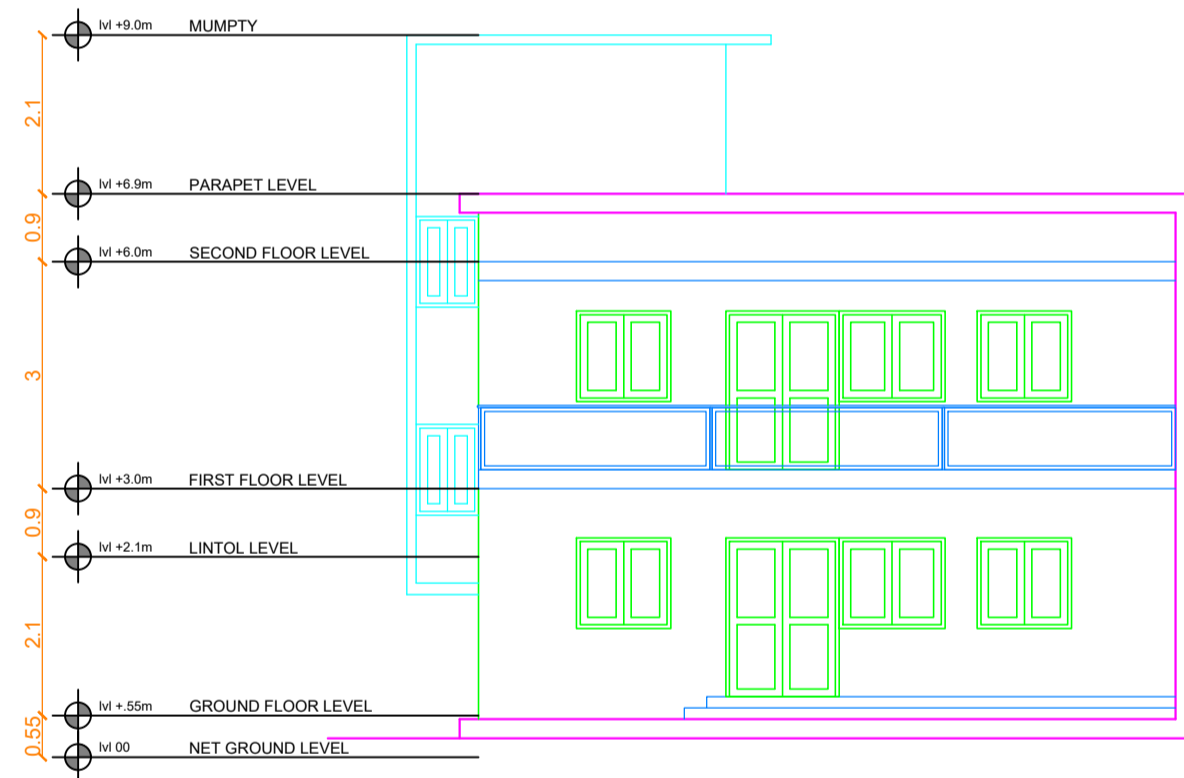 lvl +9.0m MUMPTY
2.1
lvl +6.9m PARAPET LEVEL
0.9
lvl +6.0m SECOND FLOOR LEVEL
3
lvl +3.0m FIRST FLOOR LEVEL
0.9
lvl +2.1m LINTOL LEVEL
2.1
lvl +.55m GROUND FLOOR LEVEL
0.55
lvl 00 NET GROUND LEVEL